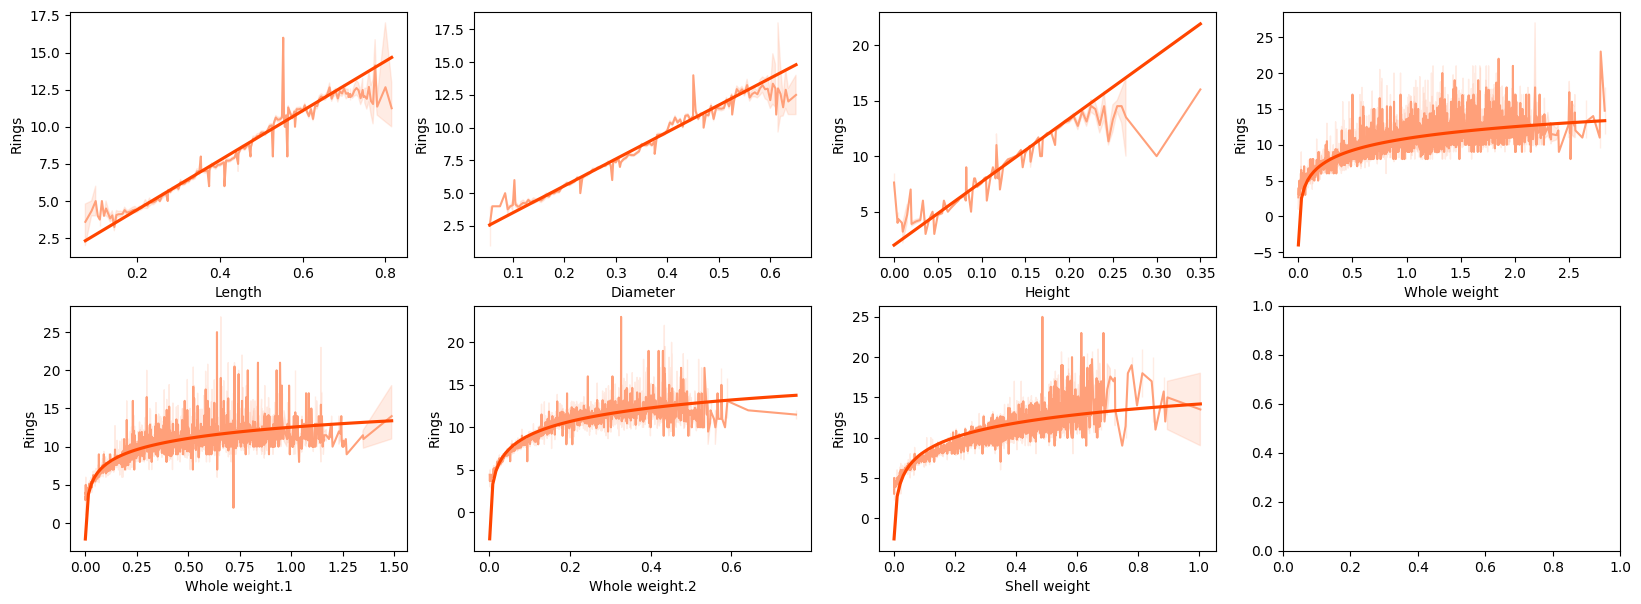 17.5
15.0
12.5
10.0
7.5
5.0
2.5
Rings
0.2 0.4 0.6 0.8
Length
17.5
15.0
12.5
10.0
7.5
5.0
2.5
Rings
0.1 0.2 0.3 0.4 0.5 0.6
Diameter
20
15
10
5
Rings
0.00 0.05 0.10 0.15 0.20 0.25 0.30 0.35
Height
25
20
15
10
5
0
−5
Rings
0.0 0.5 1.0 1.5 2.0 2.5
Whole weight
25
20
15
10
5
0
Rings
0.00 0.25 0.50 0.75 1.00 1.25 1.50
Whole weight.1
20
15
10
5
0
Rings
0.0 0.2 0.4 0.6
Whole weight.2
25
20
15
10
5
0
Rings
0.0 0.2 0.4 0.6 0.8 1.0
Shell weight
1.0
0.8
0.6
0.4
0.2
0.0
0.0 0.2 0.4 0.6 0.8 1.0